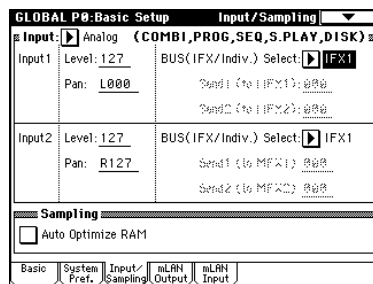 GLOBAL P0:Basic Setup Input/Sampling
Input: Analog (COMBI,PROG,SEQ,S.PLAY,DISK)
Input1 Level: 127 BUS(IFX/Indiv.) Select: IFX1
Pan: L000 Send1 (to MFX1): 000
Send2 (to MFX2): 000
Input2 Level: 127 BUS(IFX/Indiv.) Select: IFX1
Pan: R127 Send1 (to MFX1) 000
Send2 (to MFX2) 000
Sampling
Auto Optimize RAM
Basic System Pref. Input/Sampling mLAN Output mLAN Input